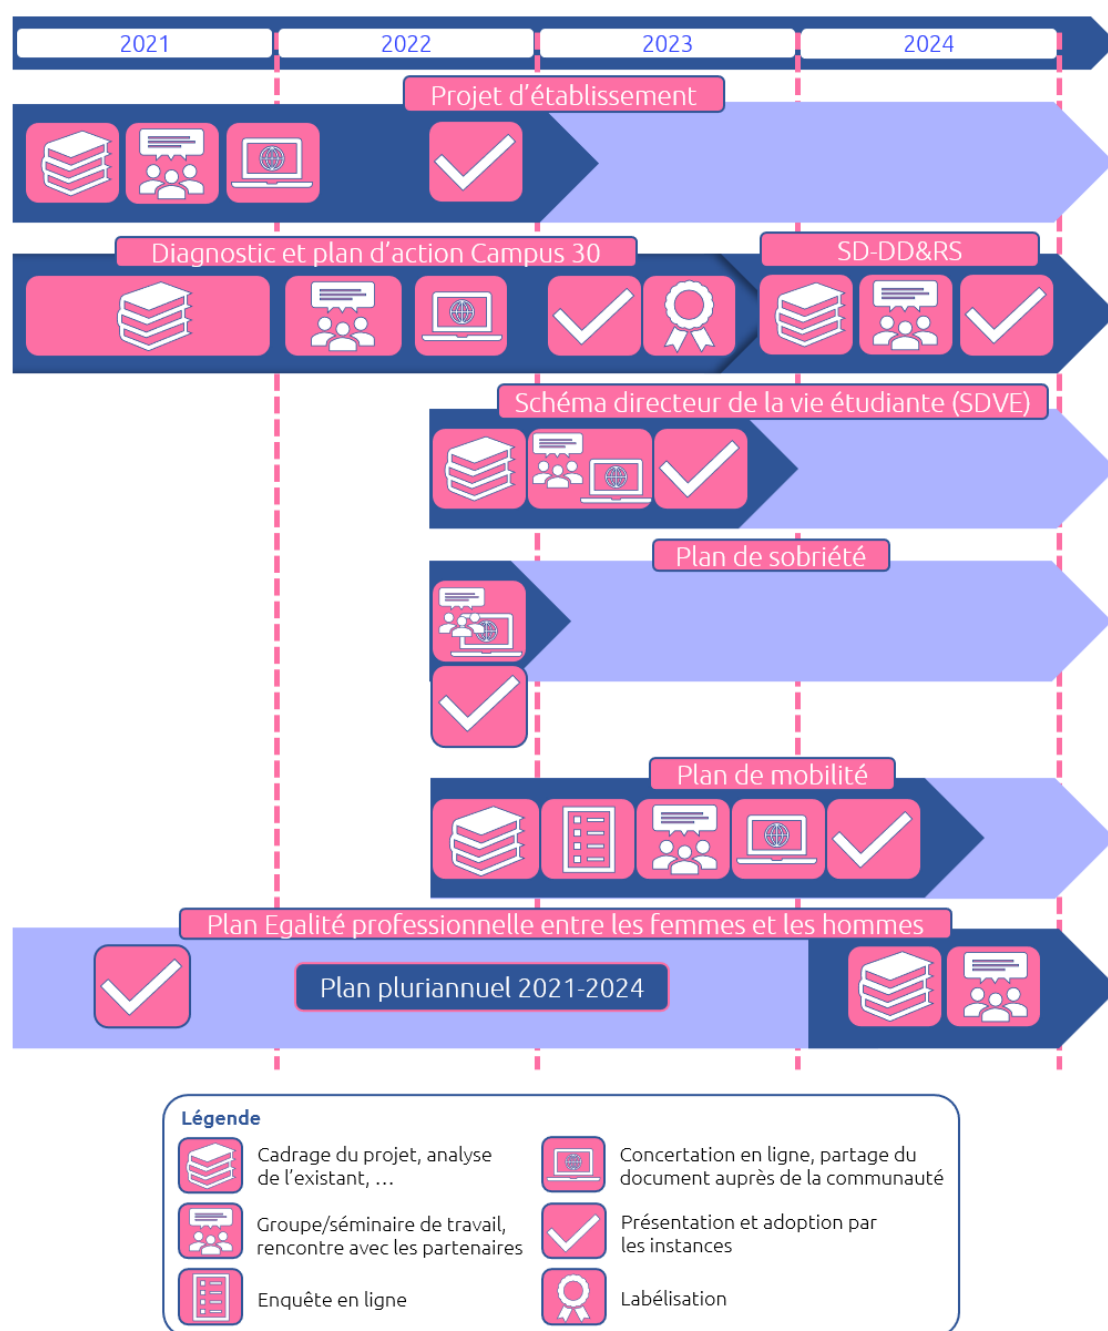 2021 2022 2023 2024
Projet d'établissement
Diagnostic et plan d'action Campus 30
SD-DD&RS
Schéma directeur de la vie étudiante (SDVE)
Plan de sobriété
Plan de mobilité
Plan Egalité professionnelle entre les femmes et les hommes
Plan pluriannuel 2021-2024
Légende
Cadrage du projet, analyse
de l'existant, ...
Groupe/séminaire de travail,
rencontre avec les partenaires
Enquête en ligne
Concertation en ligne, partage du
document auprès de la communauté
Présentation et adoption par
les instances
Labélisation